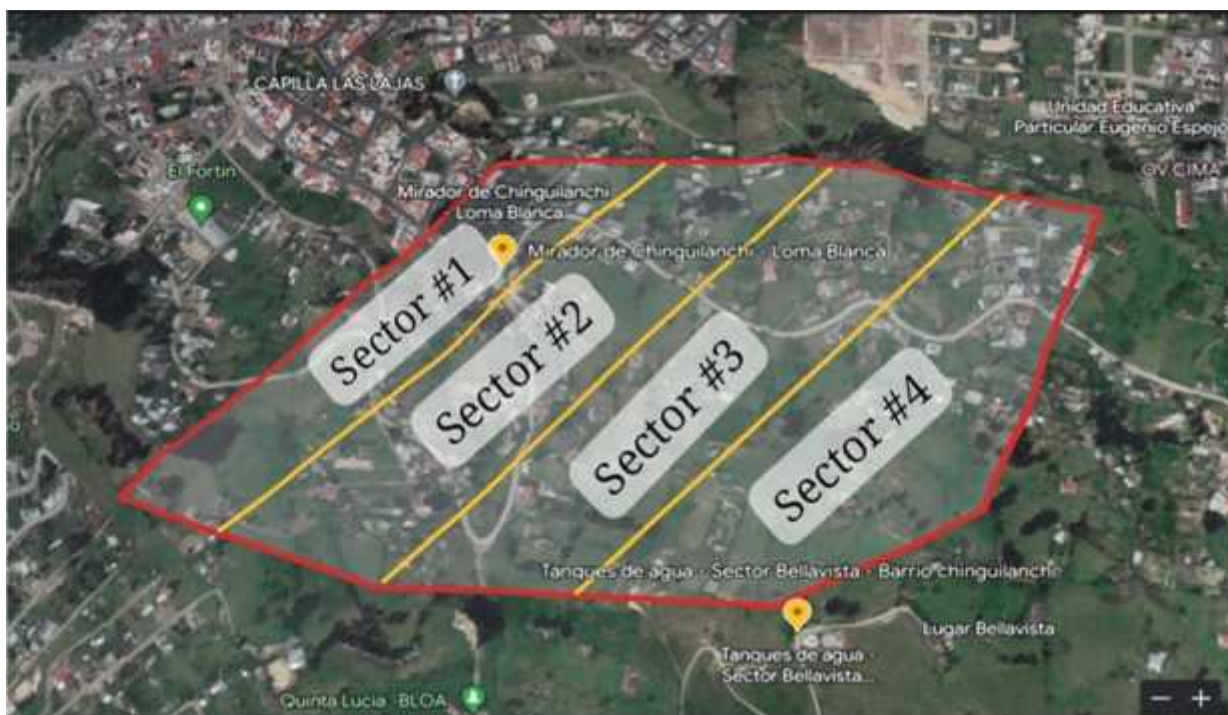 CAPILLA LAS LAJAS
Unidad Educativa
Particular Eugenio Espejo
El Fortín
QV CIMA
Mirador de Chinguilanchi
Loma Blanca...
Mirador de Chinguilanchi - Loma Blanca
Sector #1
Sector #2
Sector #3
Sector #4
Tanques de agua - Sector Bellavista - Barrio chinguilanchi
Lugar Bellavista
Tanques de agua -
Sector Bellavista...
Quinta Lucia -BLOA
− +